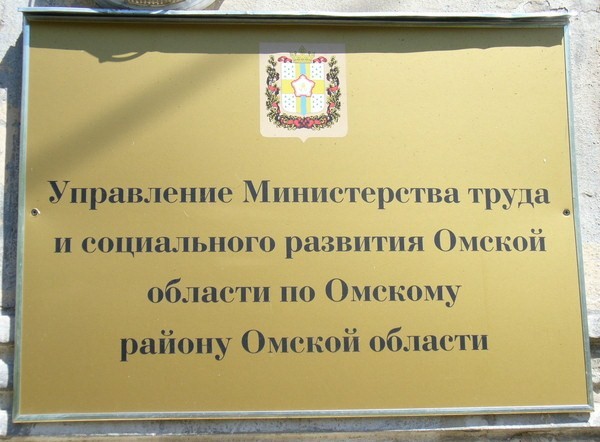 Управление Министерства труда
и социального развития Омской
области по Омскому
району Омской области